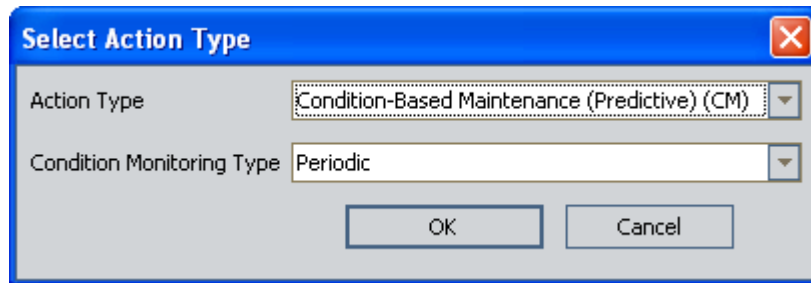 Select Action Type
Action Type Condition-Based Maintenance (Predictive) (CM)
Condition Monitoring Type Periodic
OK Cancel